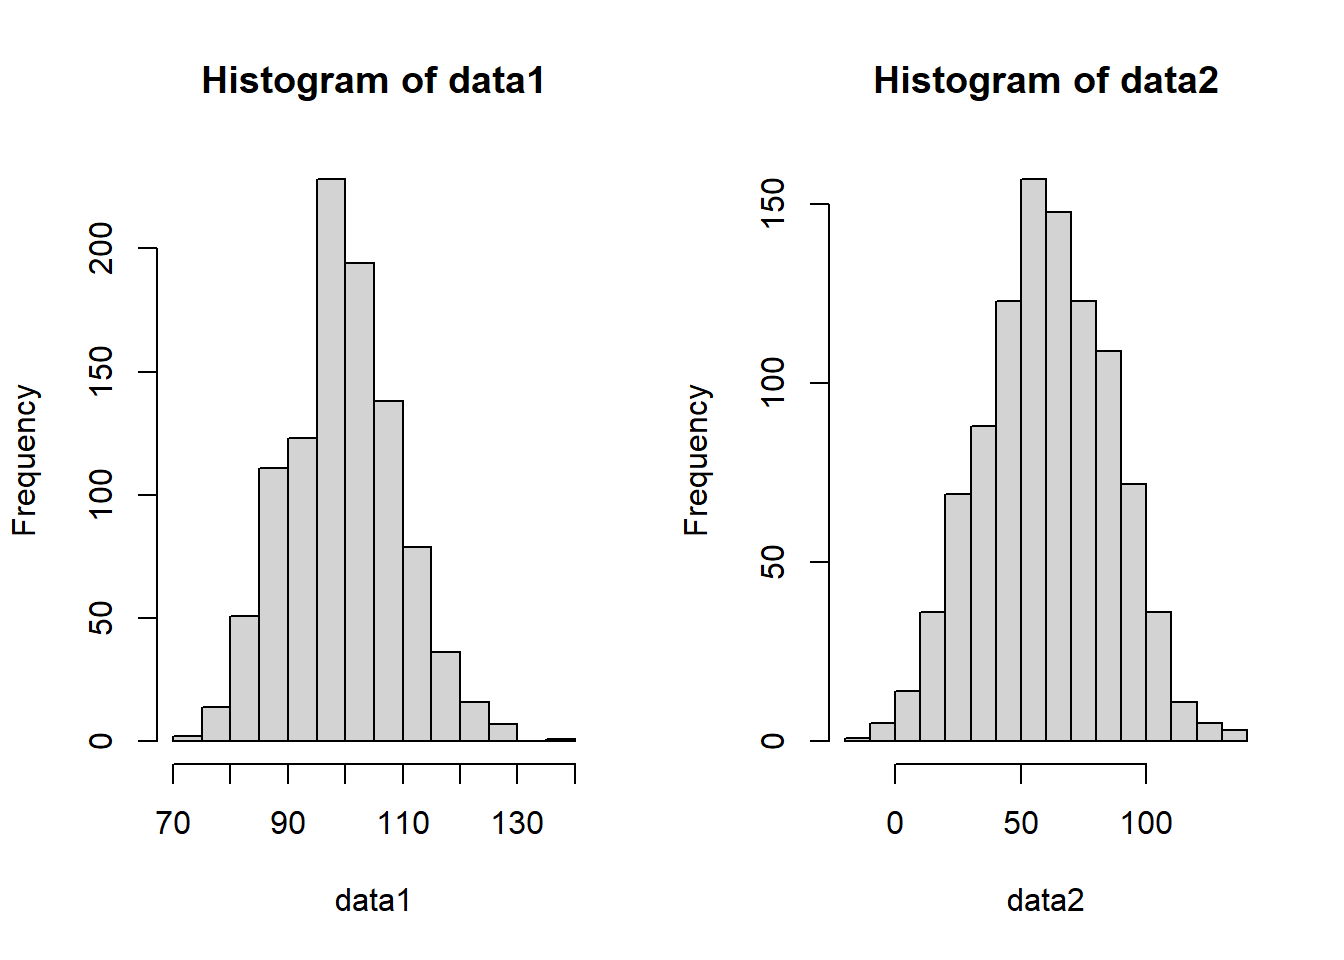 Histogram of data1
Frequency
200
150
100
50
0
70 90 110 130
data1
Histogram of data2
Frequency
150
100
50
0
0 50 100
data2